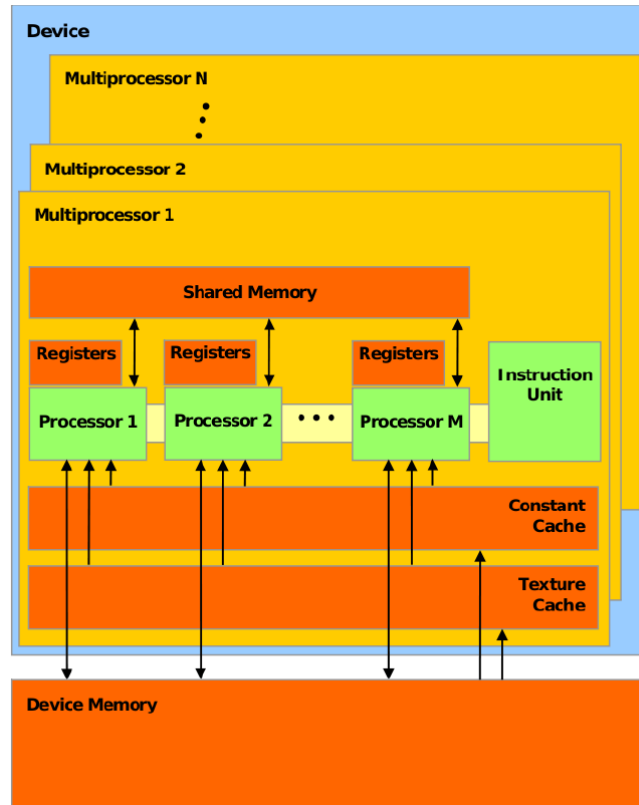 Device
Multiprocessor N
Multiprocessor 2
Multiprocessor 1
Shared Memory
Registers
Registers
Registers
Instruction
Unit
Processor 1
Processor 2
Processor M
Constant
Cache
Texture
Cache
Device Memory